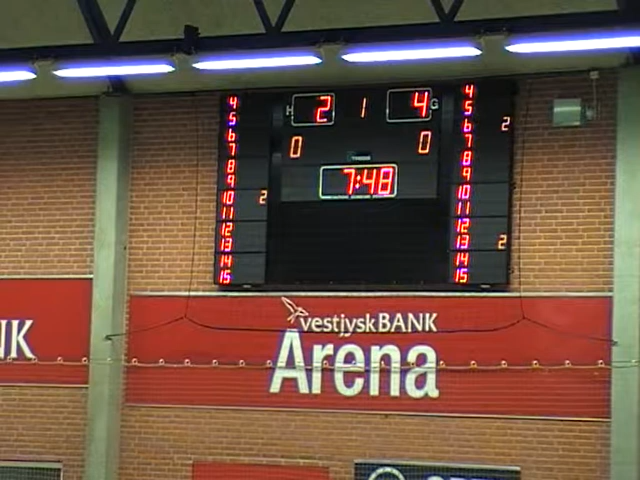 4 H 2 1 4 G 4
5 5 2
6 0 0 6
7 7
8 8
9 7:48 9
10 2 10
11 11
12 12
13 13 2
14 14
15 15
vestjyskBANK
NK
Arena